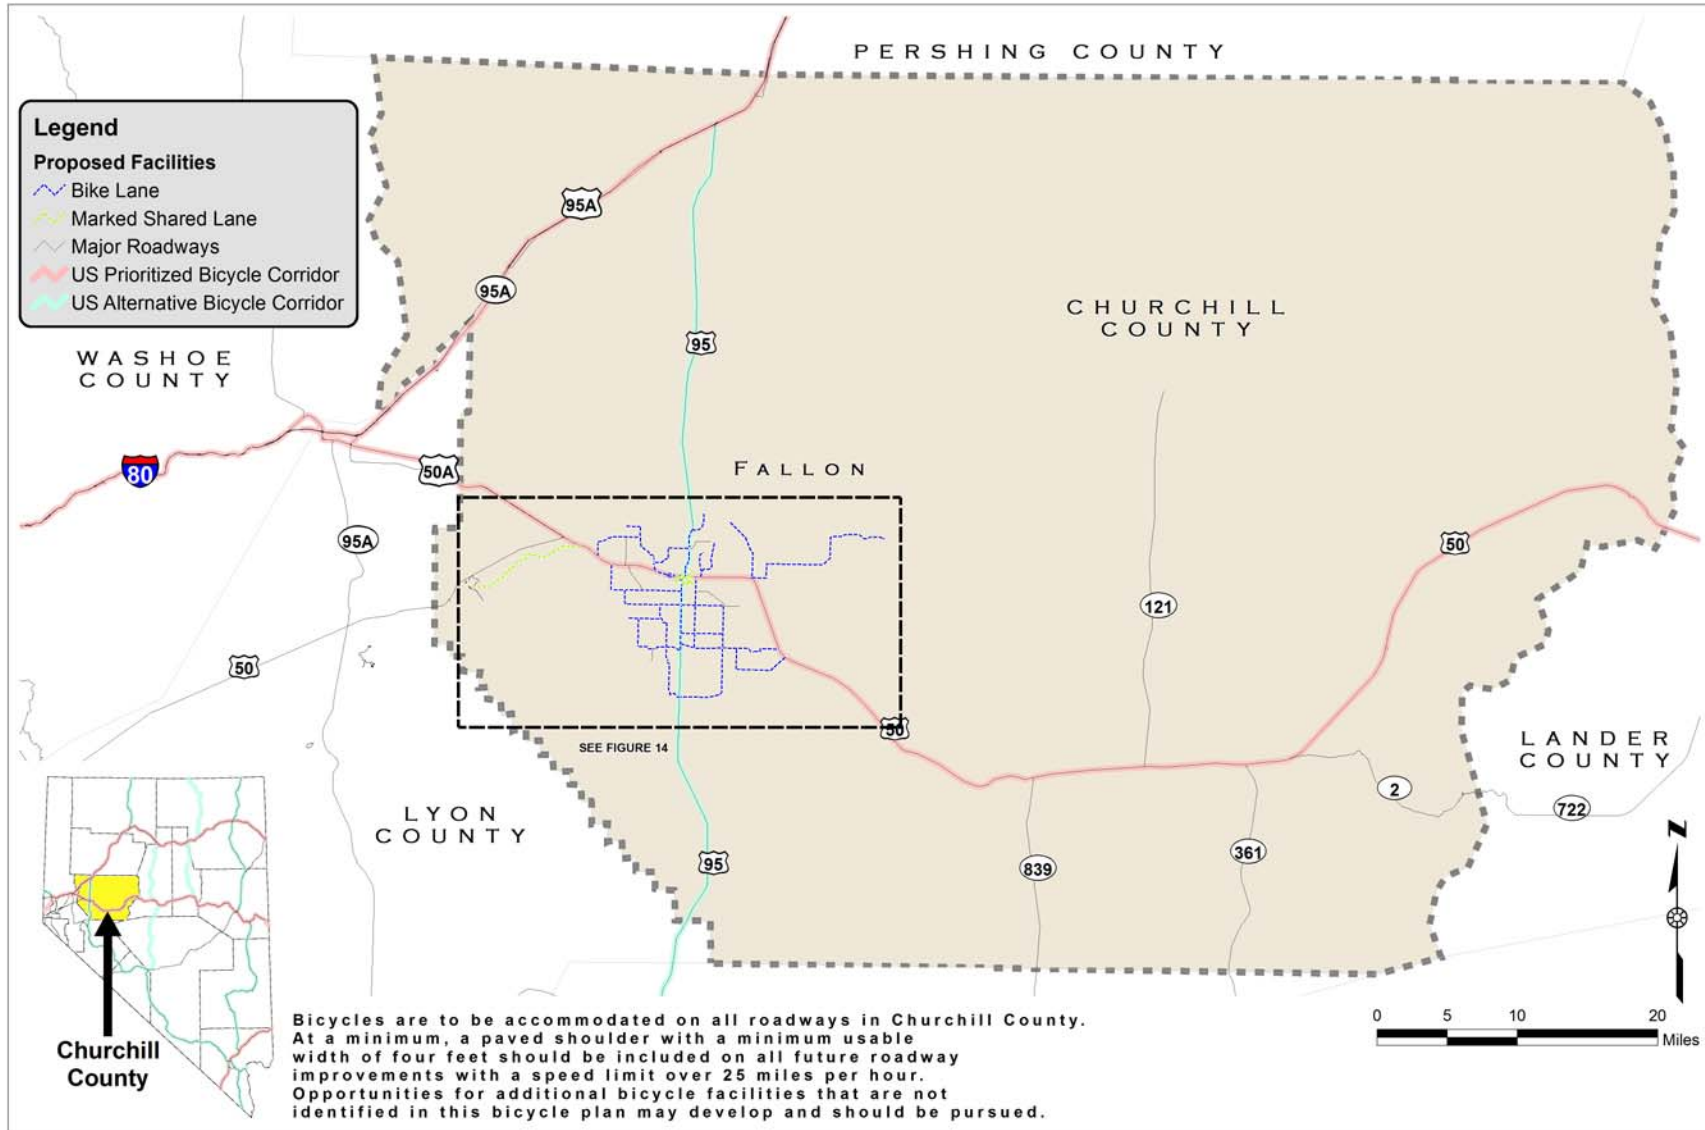 PERSHING COUNTY
Legend
Proposed Facilities
Bike Lane
Marked Shared Lane
Major Roadways
US Prioritized Bicycle Corridor
US Alternative Bicycle Corridor
95A
95A
CHURCHILL
COUNTY
95
WASHOE
COUNTY
80
50A
FALLON
95A
50
121
50
SEE FIGURE 14
50
LANDER
COUNTY
2
722
LYON
COUNTY
95
839
361
N
Churchill
County
Bicycles are to be accommodated on all roadways in Churchill County.
At a minimum, a paved shoulder with a minimum usable
width of four feet should be included on all future roadway
improvements with a speed limit over 25 miles per hour.
Opportunities for additional bicycle facilities that are not
identified in this bicycle plan may develop and should be pursued.
0 5 10 20
Miles